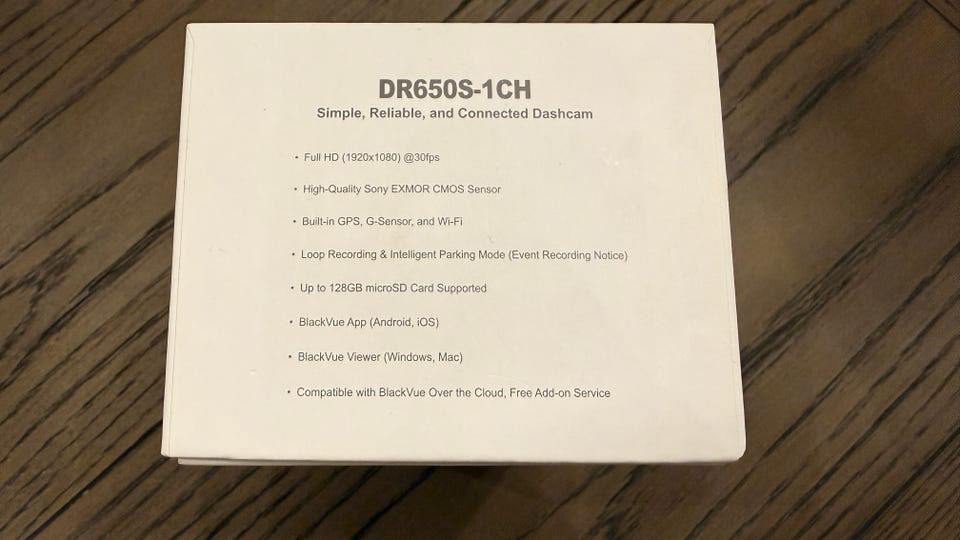 DR650S-1CH
Simple, Reliable, and Connected Dashcam
• Full HD (1920x1080) @30fps
• High-Quality Sony EXMOR CMOS Sensor
• Built-in GPS, G-Sensor, and Wi-Fi
• Loop Recording & Intelligent Parking Mode (Event Recording Notice)
• Up to 128GB microSD Card Supported
• BlackVue App (Android, iOS)
• BlackVue Viewer (Windows, Mac)
• Compatible with BlackVue Over the Cloud, Free Add-on Service